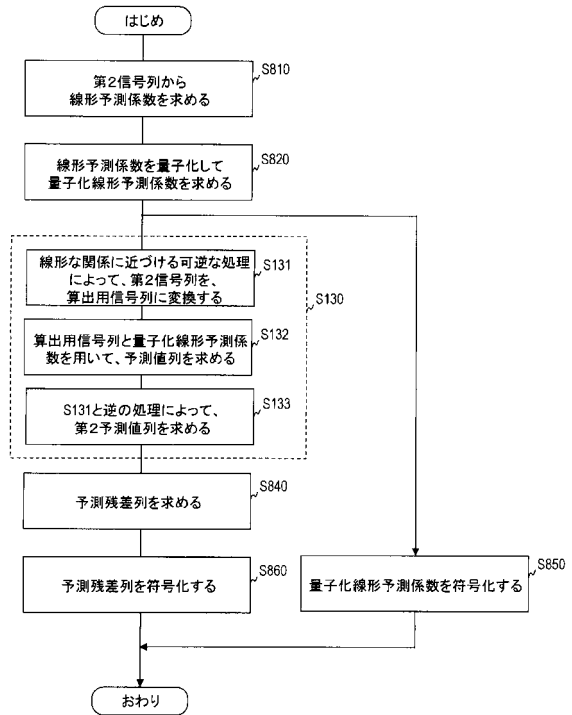 はじめ
第2信号列から
線形予測係数を求める
S810
線形予測係数を量子化して
量子化線形予測係数を求める
S820
線形な関係に近づける可逆な処理
によって、第2信号列を、
算出用信号列に変換する
S131
S130
算出用信号列と量子化線形予測係
数を用いて、予測値列を求める
S132
S131と逆の処理によって、
第2予測値列を求める
S133
予測残差列を求める
S840
予測残差列を符号化する
S860
量子化線形予測係数を符号化する
S850
おわり